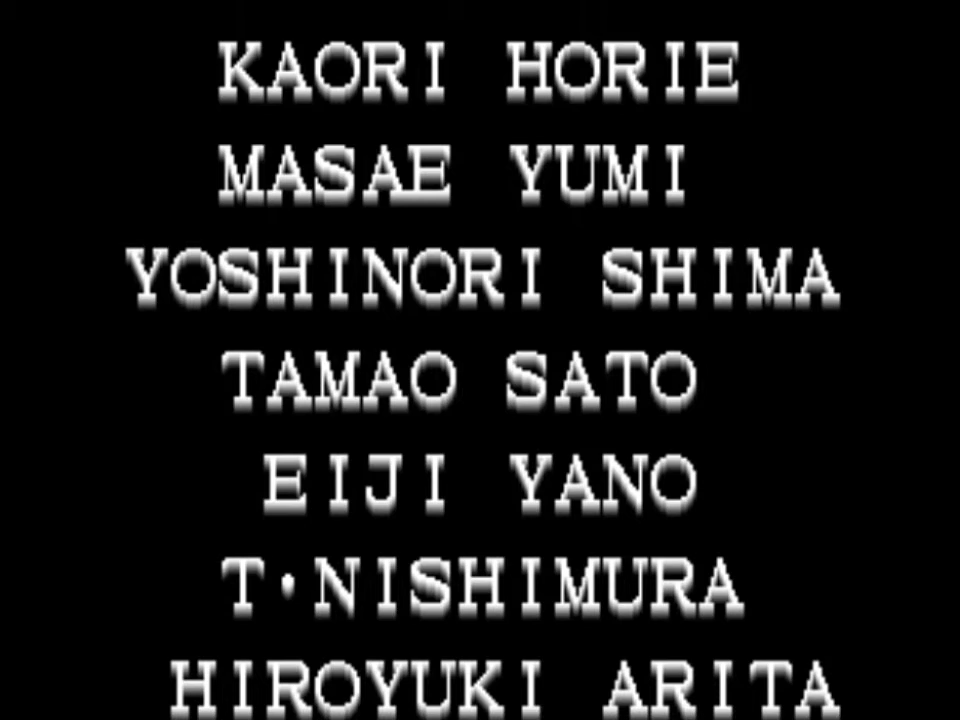 KAORI HORIE
MASAE YUMI
YOSHINORI SHIMA
TAMAO SATO
EIJI YANO
T·NISHIMURA
HIROYUKI ARITA